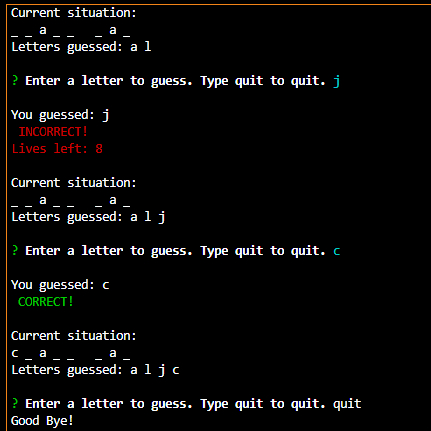 Current situation:
_ _ a _ _   _ a _
Letters guessed: a l
? Enter a letter to guess. Type quit to quit. j
You guessed: j
INCORRECT!
Lives left: 8
Current situation:
_ _ a _ _   _ a _
Letters guessed: a l j
? Enter a letter to guess. Type quit to quit. c
You guessed: c
CORRECT!
Current situation:
c _ a _ _   _ a _
Letters guessed: a l j c
? Enter a letter to guess. Type quit to quit. quit
Good Bye!